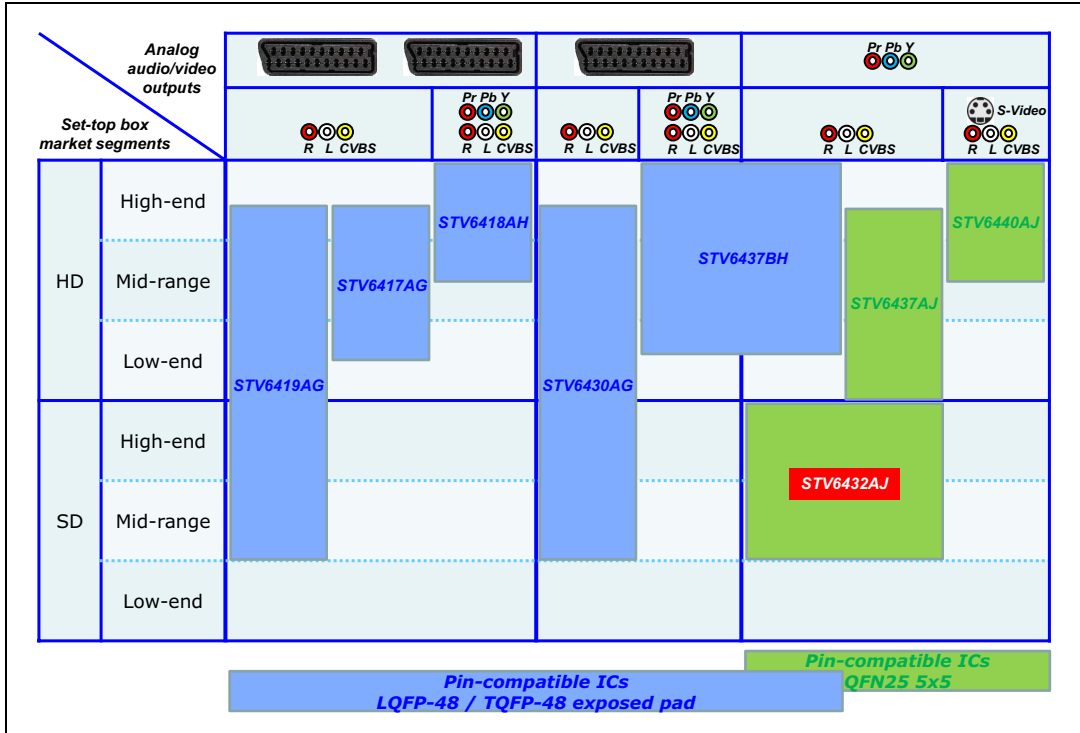 Analog
audio/video
outputs
Set-top box
market segments
Pr Pb Y
Pr Pb Y
Pr Pb Y
S-Video
R L CVBS
R L CVBS
R L CVBS
R L CVBS
R L CVBS
R L CVBS
HD
High-end
Mid-range
Low-end
SD
High-end
Mid-range
Low-end
STV6418AH
STV6440AJ
STV6437BH
STV6417AG
STV6437AJ
STV6419AG
STV6430AG
STV6432AJ
Pin-compatible ICs
QFN25 5x5
Pin-compatible ICs
LQFP-48 / TQFP-48 exposed pad